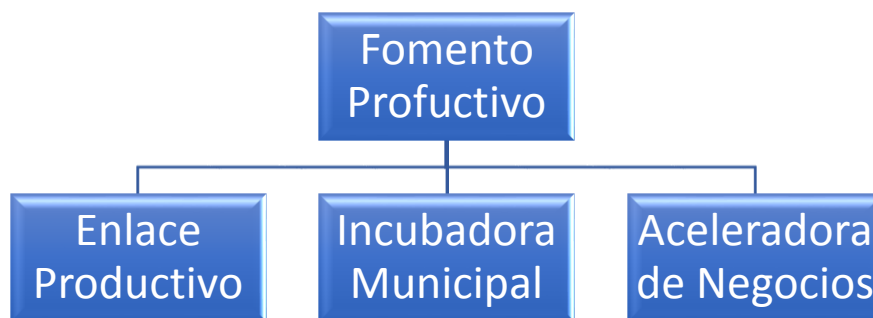 Fomento
Profuctivo
Enlace
Productivo
Incubadora
Municipal
Aceleradora
de Negocios